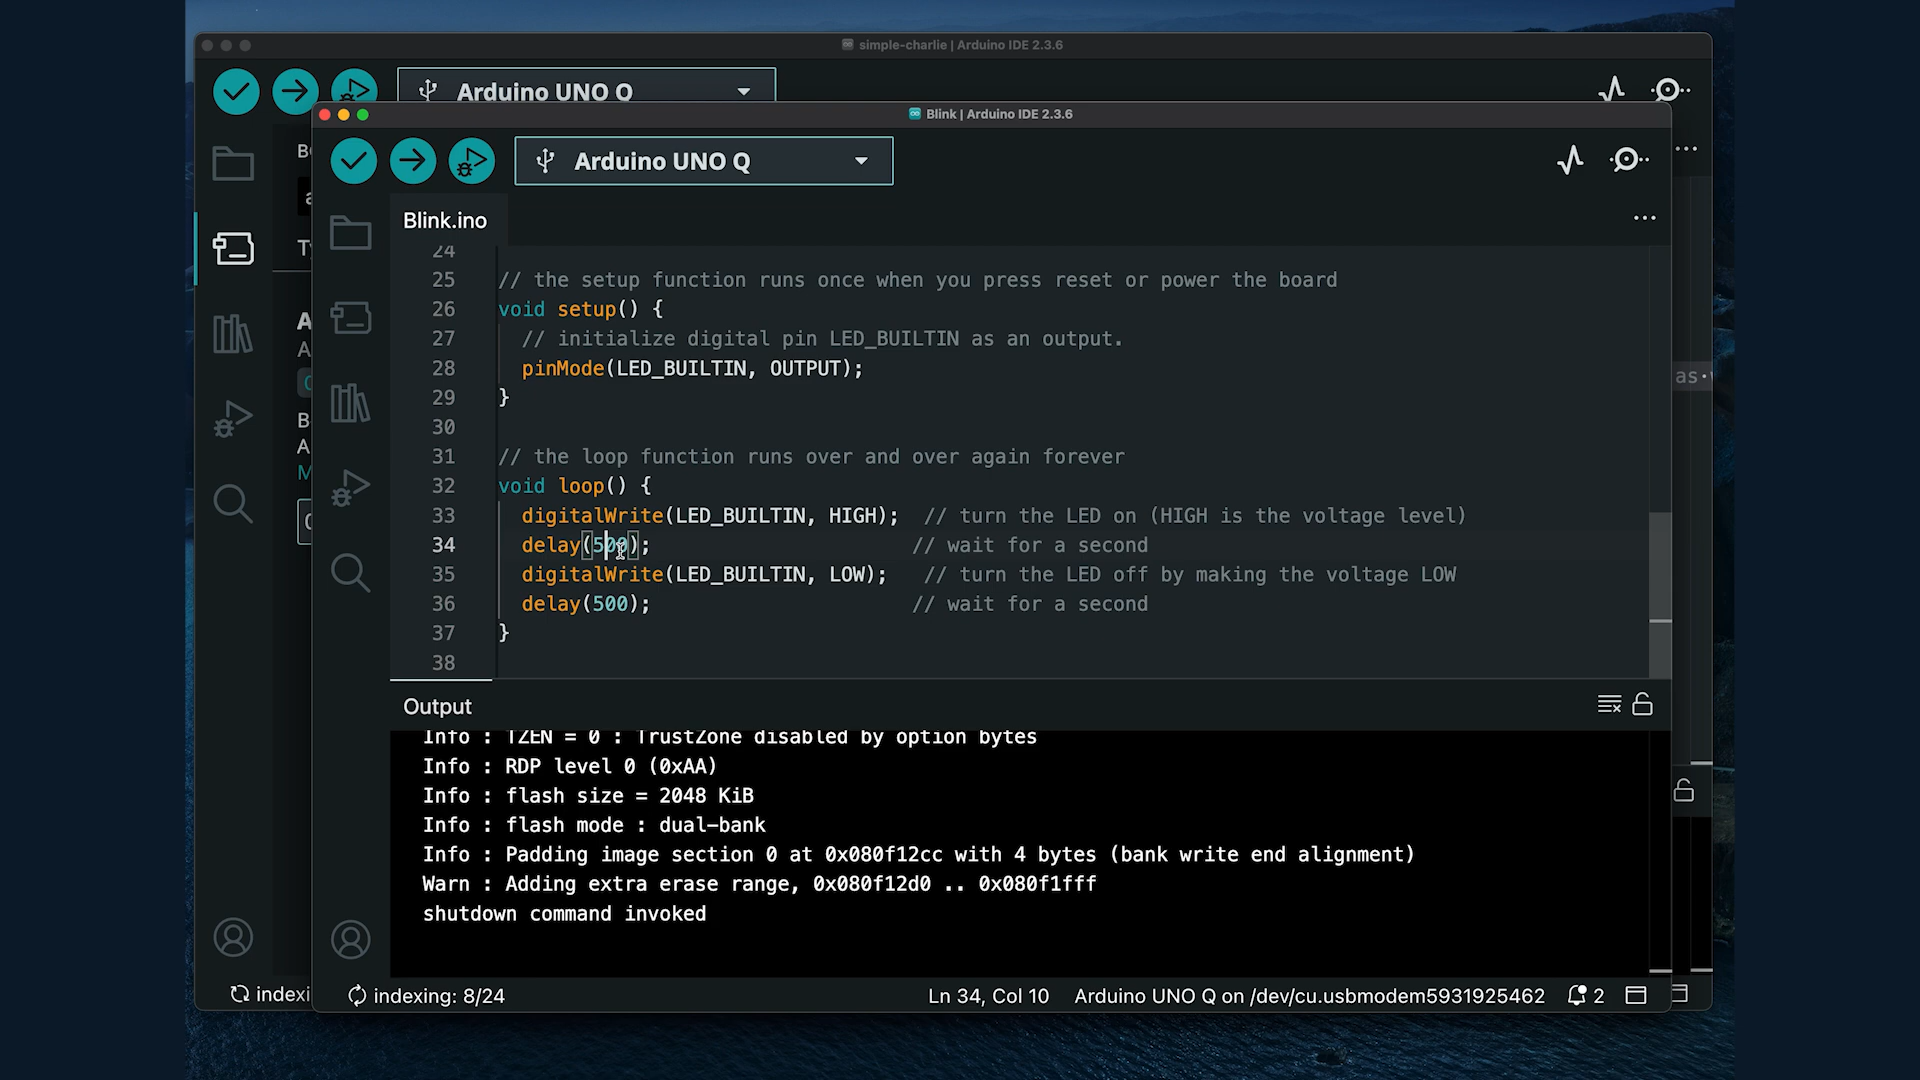 simple-charlie | Arduino IDE 2.3.6
Arduino UNO Q
Blink | Arduino IDE 2.3.6
Arduino UNO Q
Blink.ino
24
25 // the setup function runs once when you press reset or power the board
26 void setup() {
27 // initialize digital pin LED_BUILTIN as an output.
28 pinMode(LED_BUILTIN, OUTPUT);
29 }
30
31 // the loop function runs over and over again forever
32 void loop() {
33 digitalWrite(LED_BUILTIN, HIGH); // turn the LED on (HIGH is the voltage level)
34 delay(500); // wait for a second
35 digitalWrite(LED_BUILTIN, LOW); // turn the LED off by making the voltage LOW
36 delay(500); // wait for a second
37 }
38
as
Output
Info : TZEN = 0 : TrustZone disabled by option bytes
Info : RDP level 0 (0xAA)
Info : flash size = 2048 KiB
Info : flash mode : dual-bank
Info : Padding image section 0 at 0x080f12cc with 4 bytes (bank write end alignment)
Warn : Adding extra erase range, 0x080f12d0 .. 0x080f1fff
shutdown command invoked
indexi
indexing: 8/24
Ln 34, Col 10
Arduino UNO Q on /dev/cu.usbmodem5931925462
2